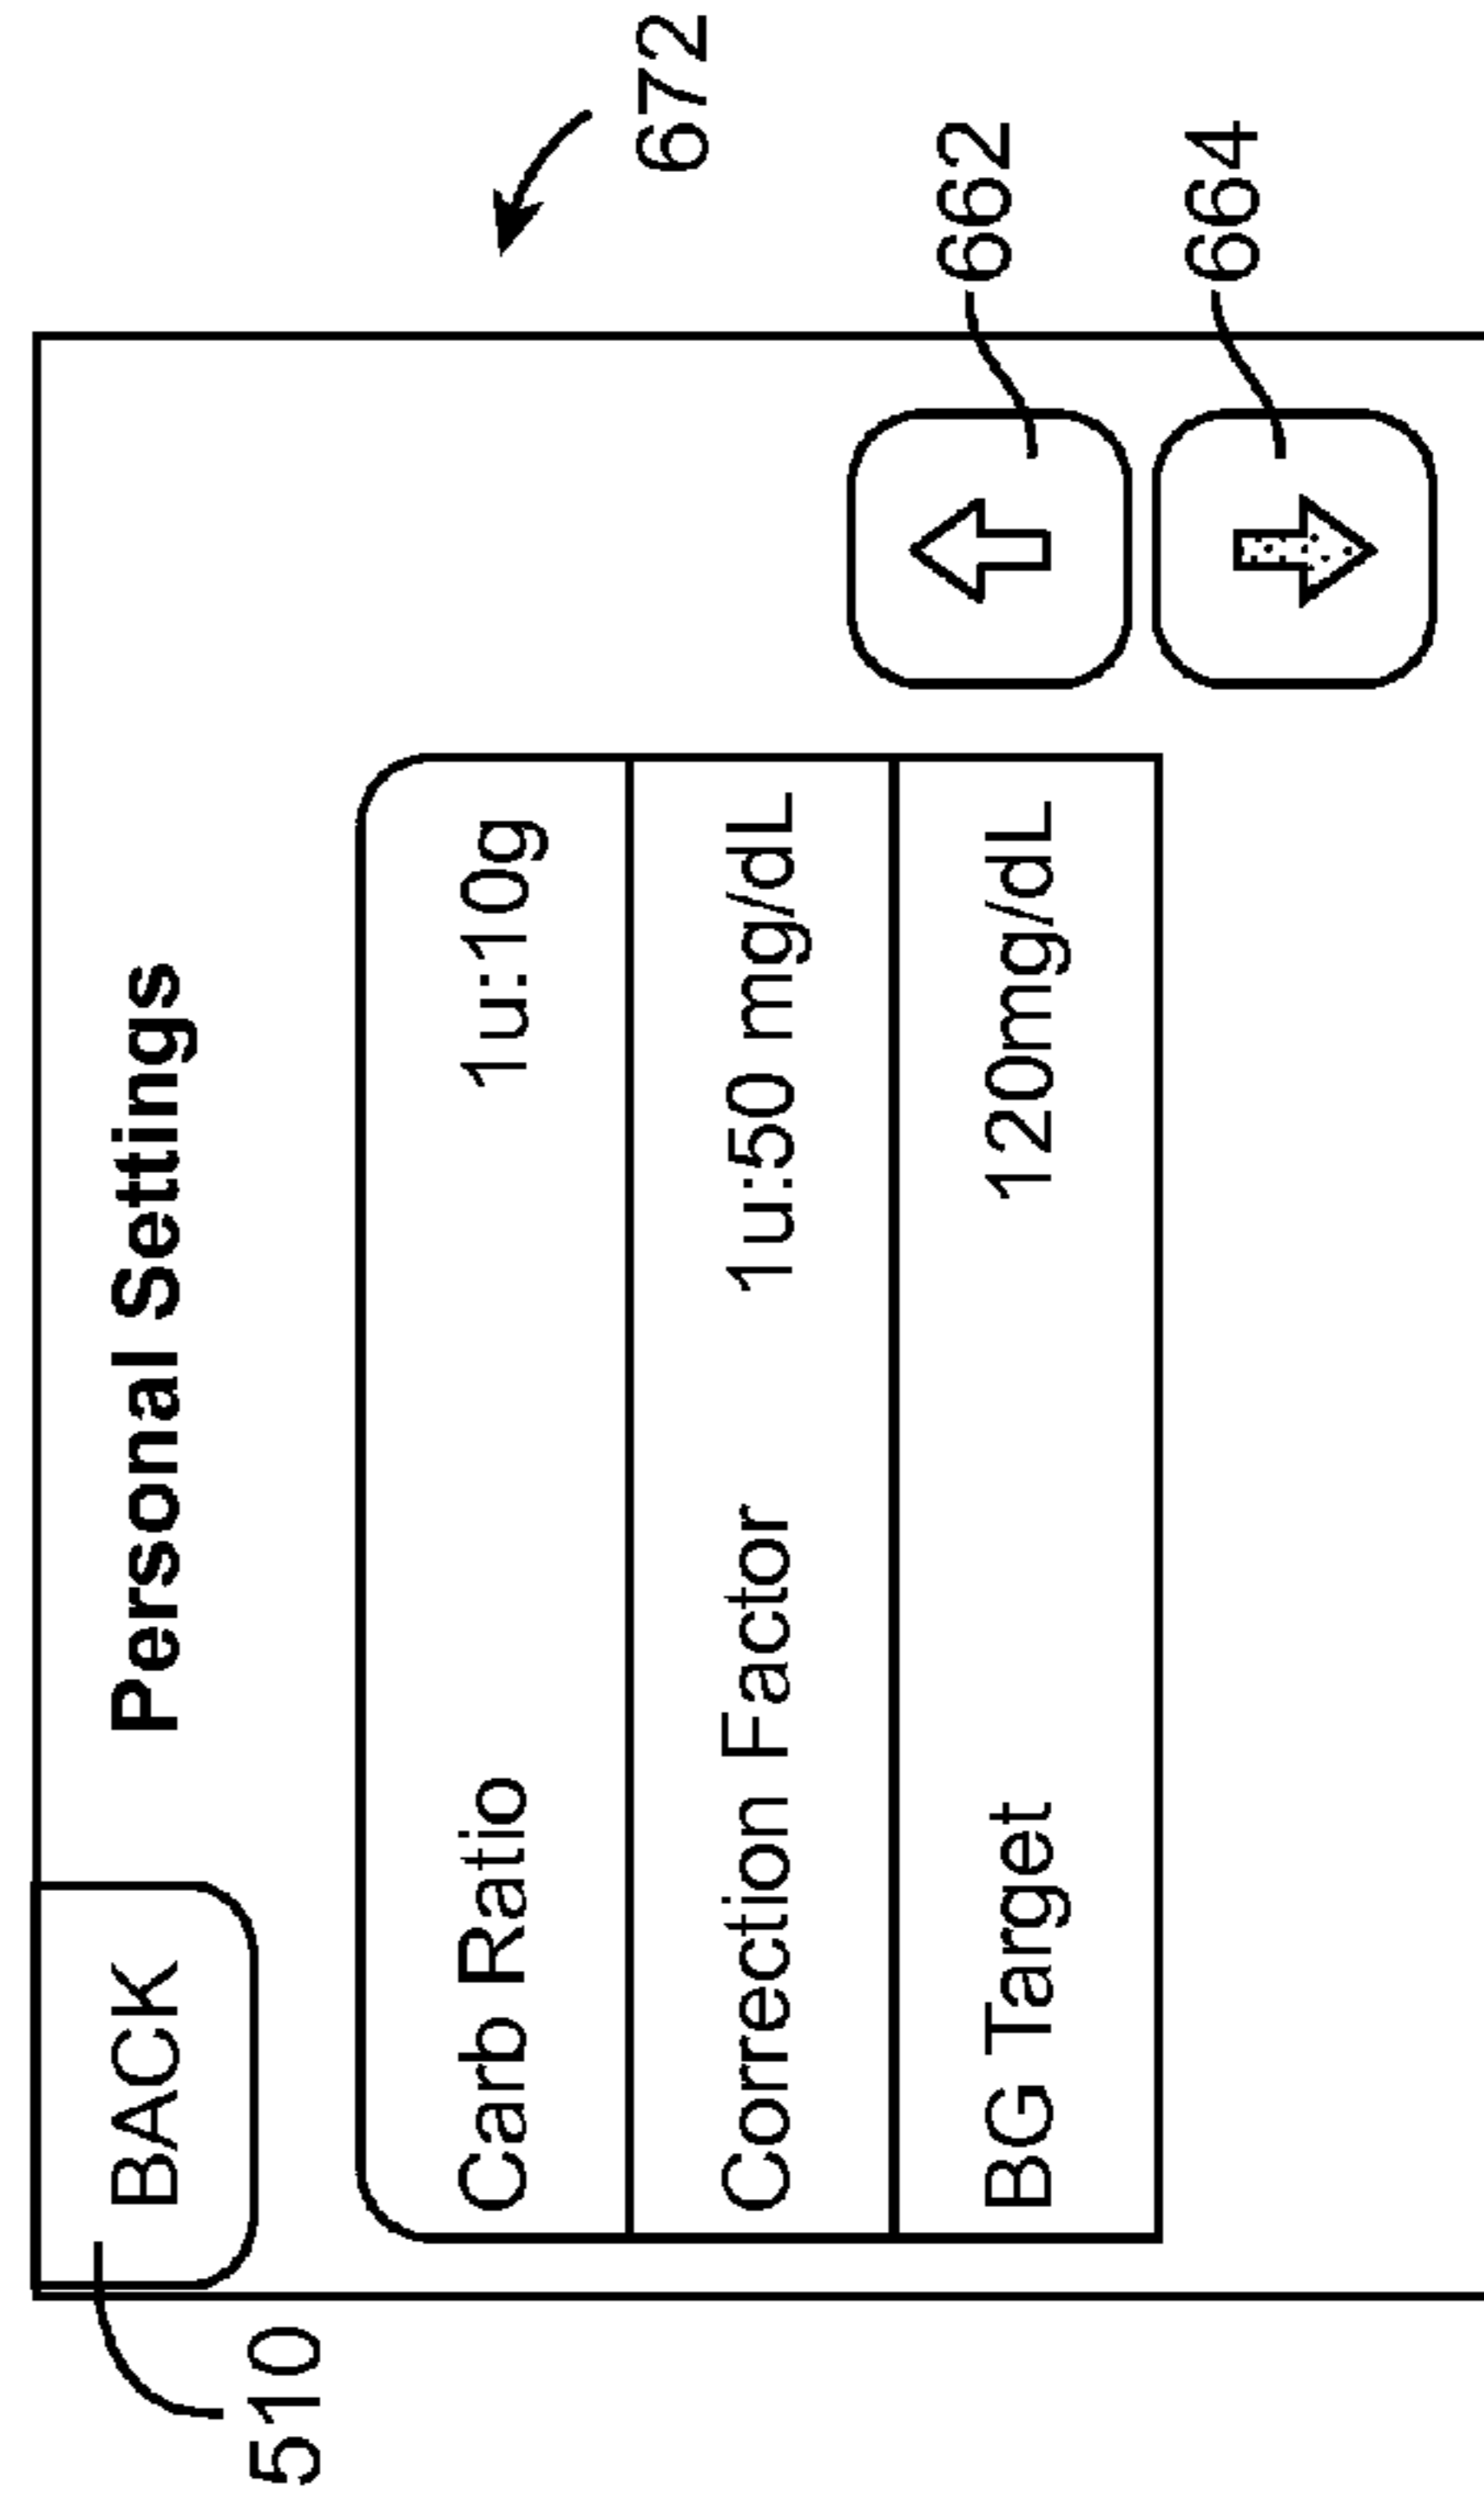 672
BACK
Personal Settings
510
Carb Ratio 1u:10g
Correction Factor 1u:50 mg/dL
662
BG Target 120mg/dL
664